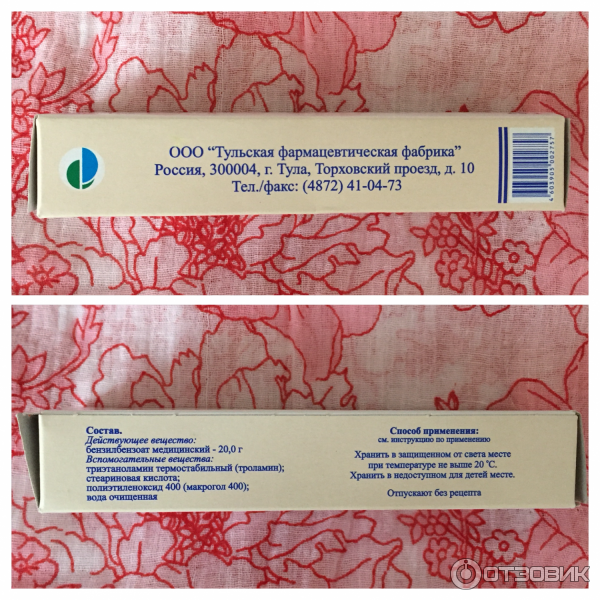 ООО “Тульская фармацевтическая фабрика”
Россия, 300004, г. Тула, Торховский проезд, д. 10
Тел./факс: (4872) 41-04-73
4 603905 002757
Состав.
Действующее вещество:
бензилбензоат медицинский - 20,0 г
Вспомогательные вещества:
триэтаноламин термостабильный (троламин);
стеариновая кислота;
полиэтиленоксид 400 (макрогол 400);
вода очищенная
Способ применения:
см. инструкцию по применению
Хранить в защищенном от света месте
при температуре не выше 20 °С.
Хранить в недоступном для детей месте.
Отпускают без рецепта
ОТЗОВИК